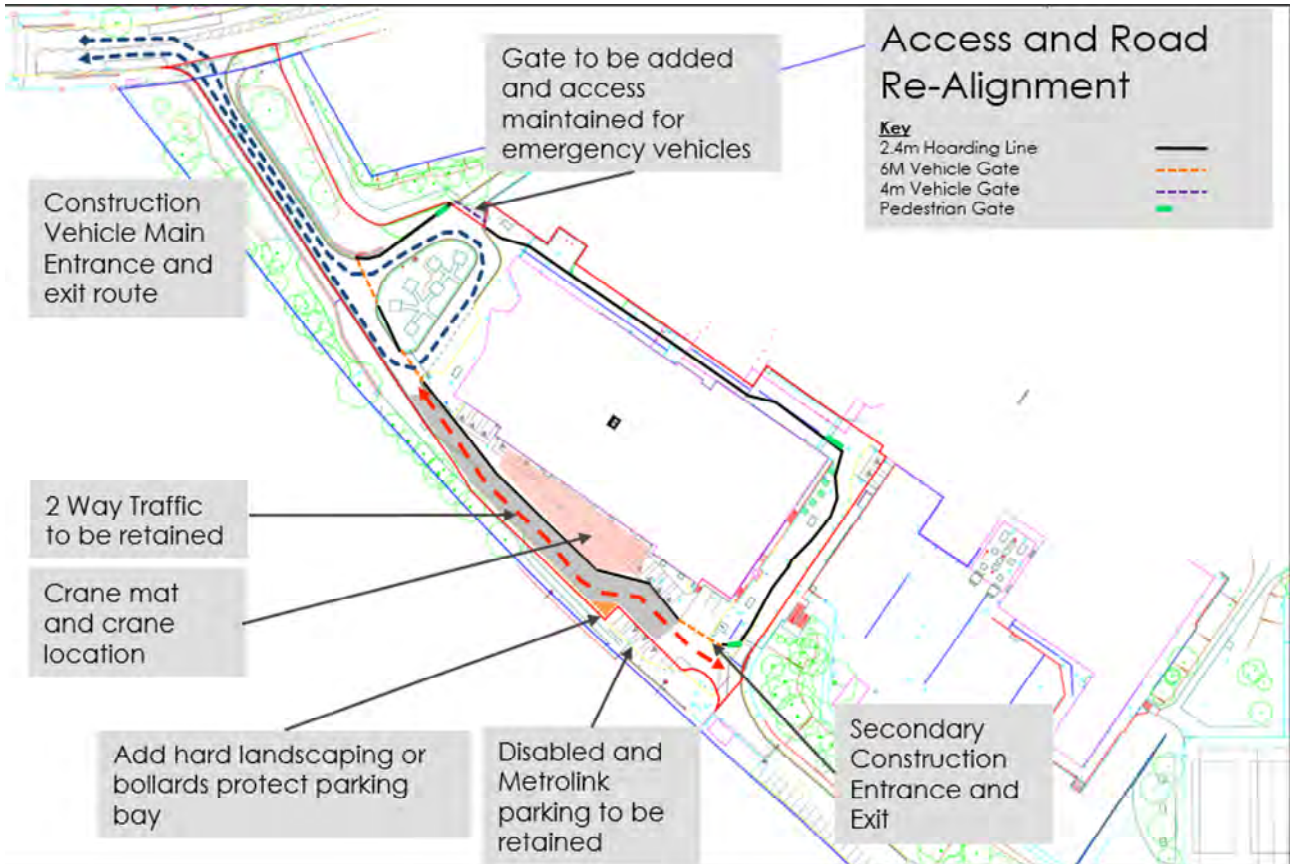 Access and Road
Re-Alignment
Key
2.4m Hoarding Line
6M Vehicle Gate
4m Vehicle Gate
Pedestrian Gate
Gate to be added
and access
maintained for
emergency vehicles
Construction
Vehicle Main
Entrance and
exit route
2 Way Traffic
to be retained
Crane mat
and crane
location
Add hard landscaping or
bollards protect parking
bay
Disabled and
Metrolink
parking to be
retained
Secondary
Construction
Entrance and
Exit